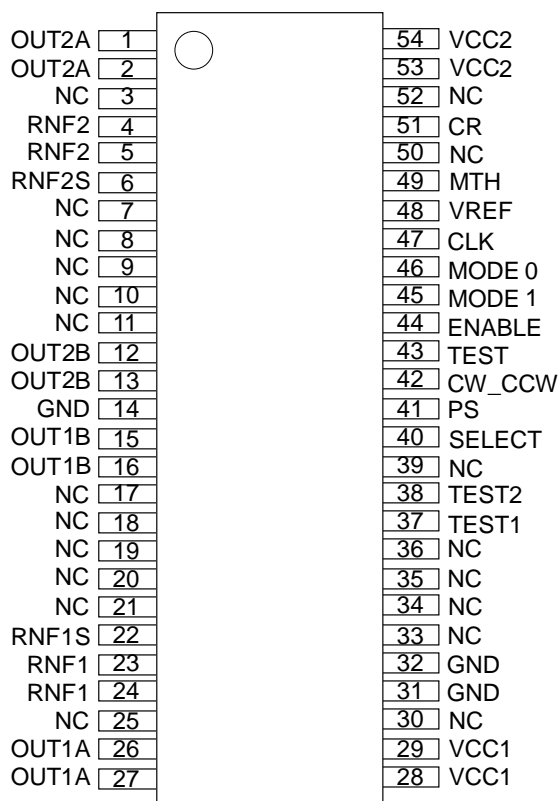 OUT2A 1 54 VCC2
OUT2A 2 53 VCC2
NC 3 52 NC
RNF2 4 51 CR
RNF2 5 50 NC
RNF2S 6 49 MTH
NC 7 48 VREF
NC 8 47 CLK
NC 9 46 MODE 0
NC 10 45 MODE 1
NC 11 44 ENABLE
OUT2B 12 43 TEST
OUT2B 13 42 CW_CCW
GND 14 41 PS
OUT1B 15 40 SELECT
OUT1B 16 39 NC
NC 17 38 TEST2
NC 18 37 TEST1
NC 19 36 NC
NC 20 35 NC
NC 21 34 NC
RNF1S 22 33 NC
RNF1 23 32 GND
RNF1 24 31 GND
NC 25 30 NC
OUT1A 26 29 VCC1
OUT1A 27 28 VCC1